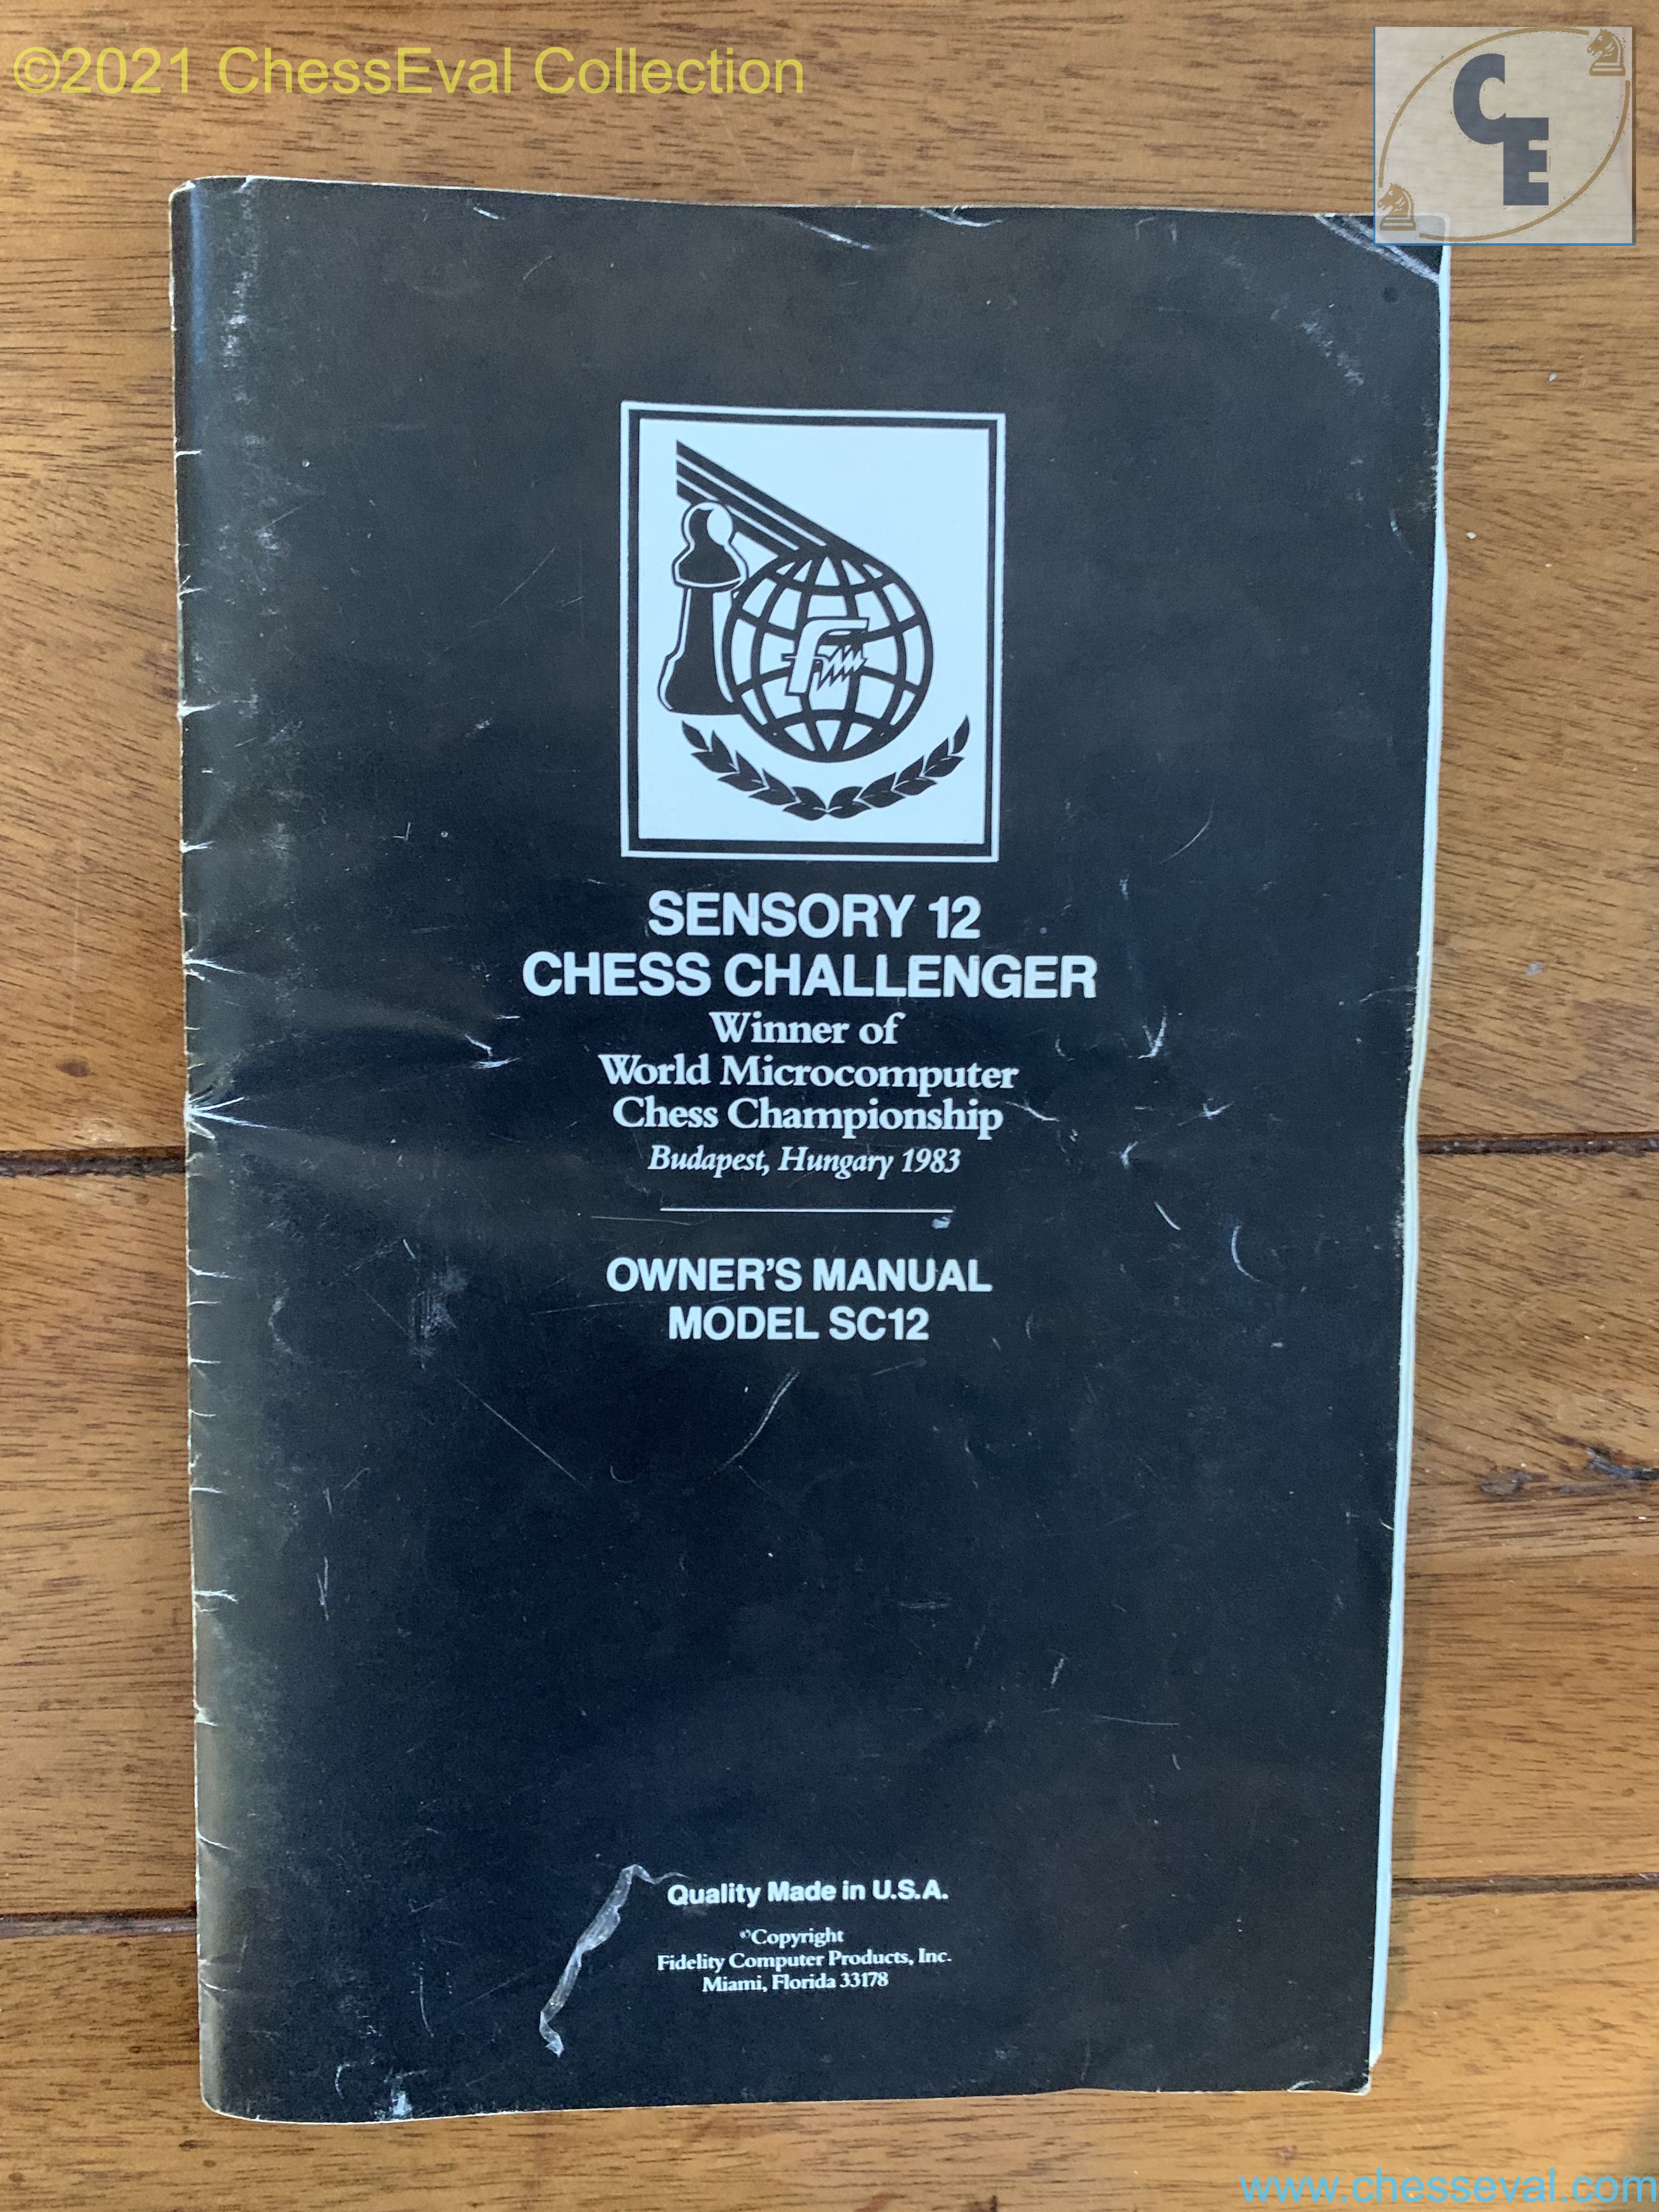 ©2021 ChessEval Collection
CE
F
SENSORY 12
CHESS CHALLENGER
Winner of
World Microcomputer
Chess Championship
Budapest, Hungary 1983
OWNER'S MANUAL
MODEL SC12
Quality Made in U.S.A.
©Copyright
Fidelity Computer Products, Inc.
Miami, Florida 33178
www.chesseval.com